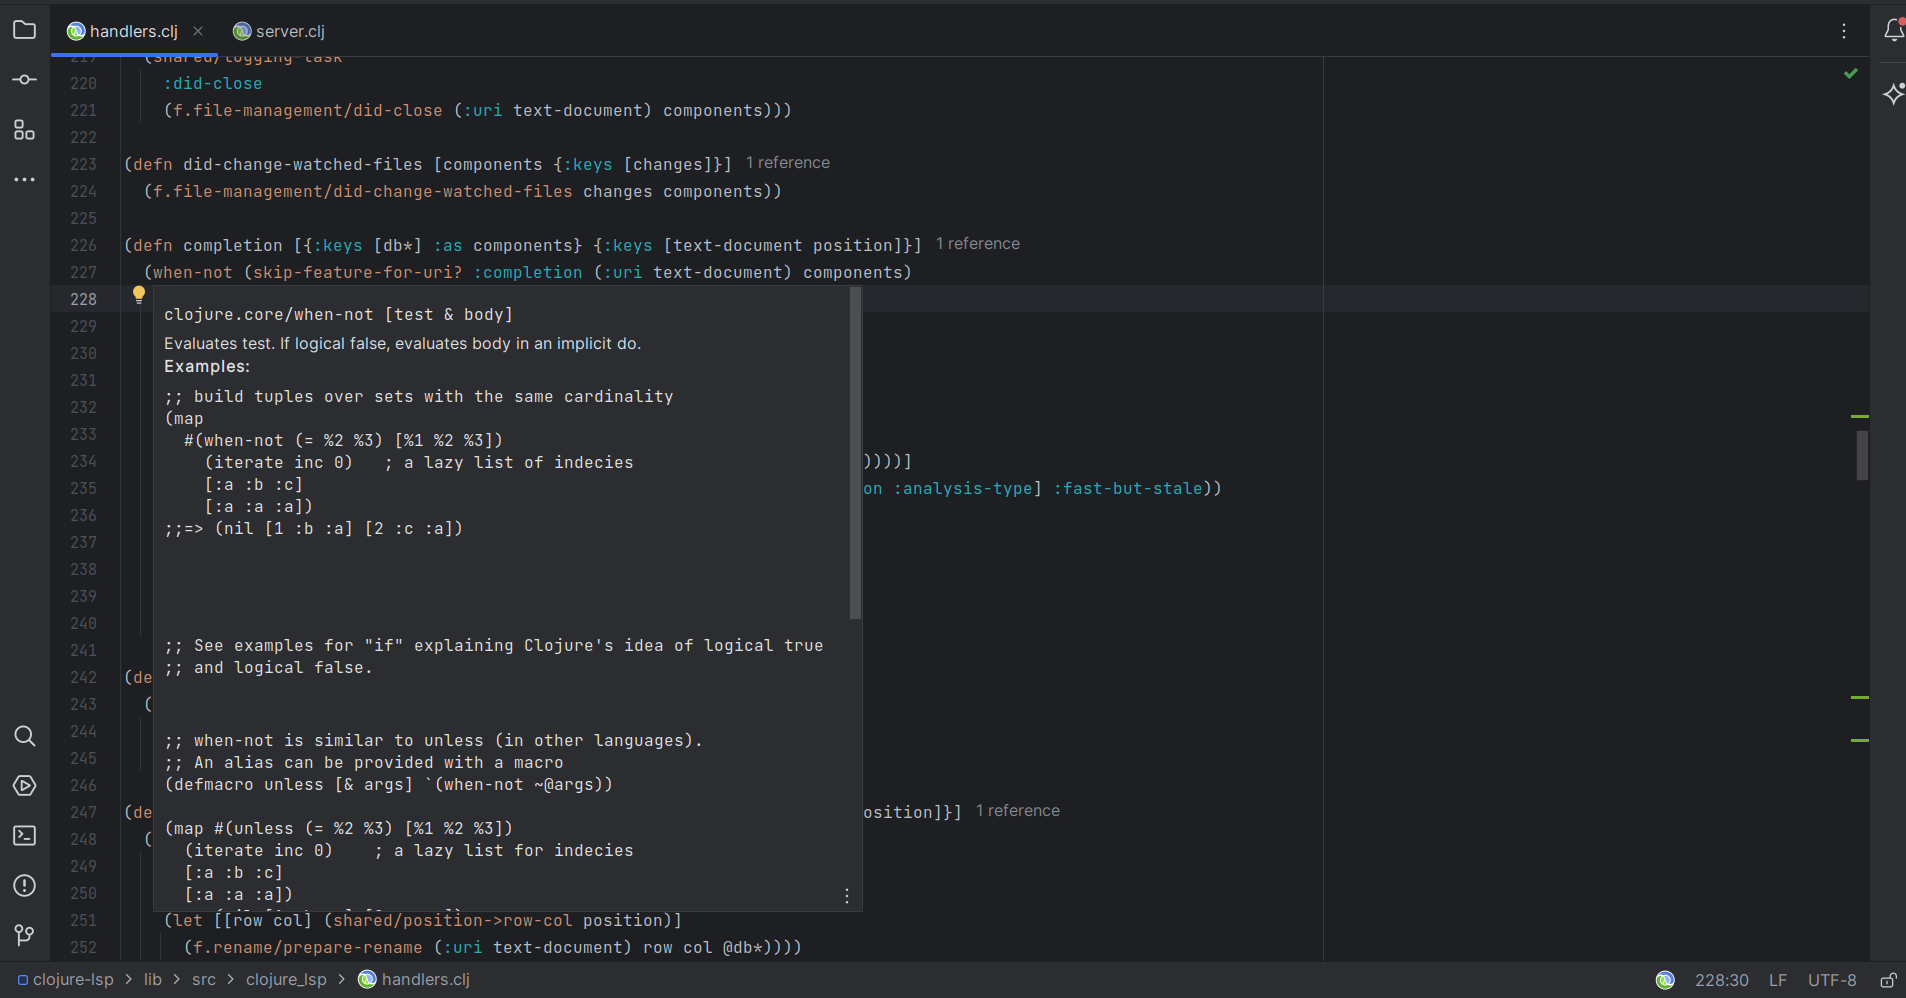 handlers.clj
server.clj
219 (shared/logging-task
220 :did-close
221 (f.file-management/did-close (:uri text-document) components)))
222
223 (defn did-change-watched-files [components {:keys [changes]}] 1 reference
224 (f.file-management/did-change-watched-files changes components))
225
226 (defn completion [{:keys [db*] :as components} {:keys [text-document position]}] 1 reference
227 (when-not (skip-feature-for-uri? :completion (:uri text-document) components)
228
clojure.core/when-not [test & body]
229
Evaluates test. If logical false, evaluates body in an implicit do.
230
Examples:
231
;; build tuples over sets with the same cardinality
232
(map
233
#(when-not (= %2 %3) [%1 %2 %3])
234 ))))]
(iterate inc 0) ; a lazy list of indecies
235 on :analysis-type] :fast-but-stale))
[:a :b :c]
236
[:a :a :a])
237
;;=> (nil [1 :b :a] [2 :c :a])
238
239
240
241
;; See examples for "if" explaining Clojure's idea of logical true
;; and logical false.
242 (de
243 (
244
;; when-not is similar to unless (in other languages).
245
;; An alias can be provided with a macro
246
(defmacro unless [& args] `(when-not ~@args))
247 (de osition]}] 1 reference
(map #(unless (= %2 %3) [%1 %2 %3])
248 (
(iterate inc 0) ; a lazy list for indecies
249
[:a :b :c]
250
[:a :a :a])
251 (let [[row col] (shared/position->row-col position)]
252 (f.rename/prepare-rename (:uri text-document) row col @db*))))
clojure-lsp > lib > src > clojure_lsp > handlers.clj
228:30 LF UTF-8